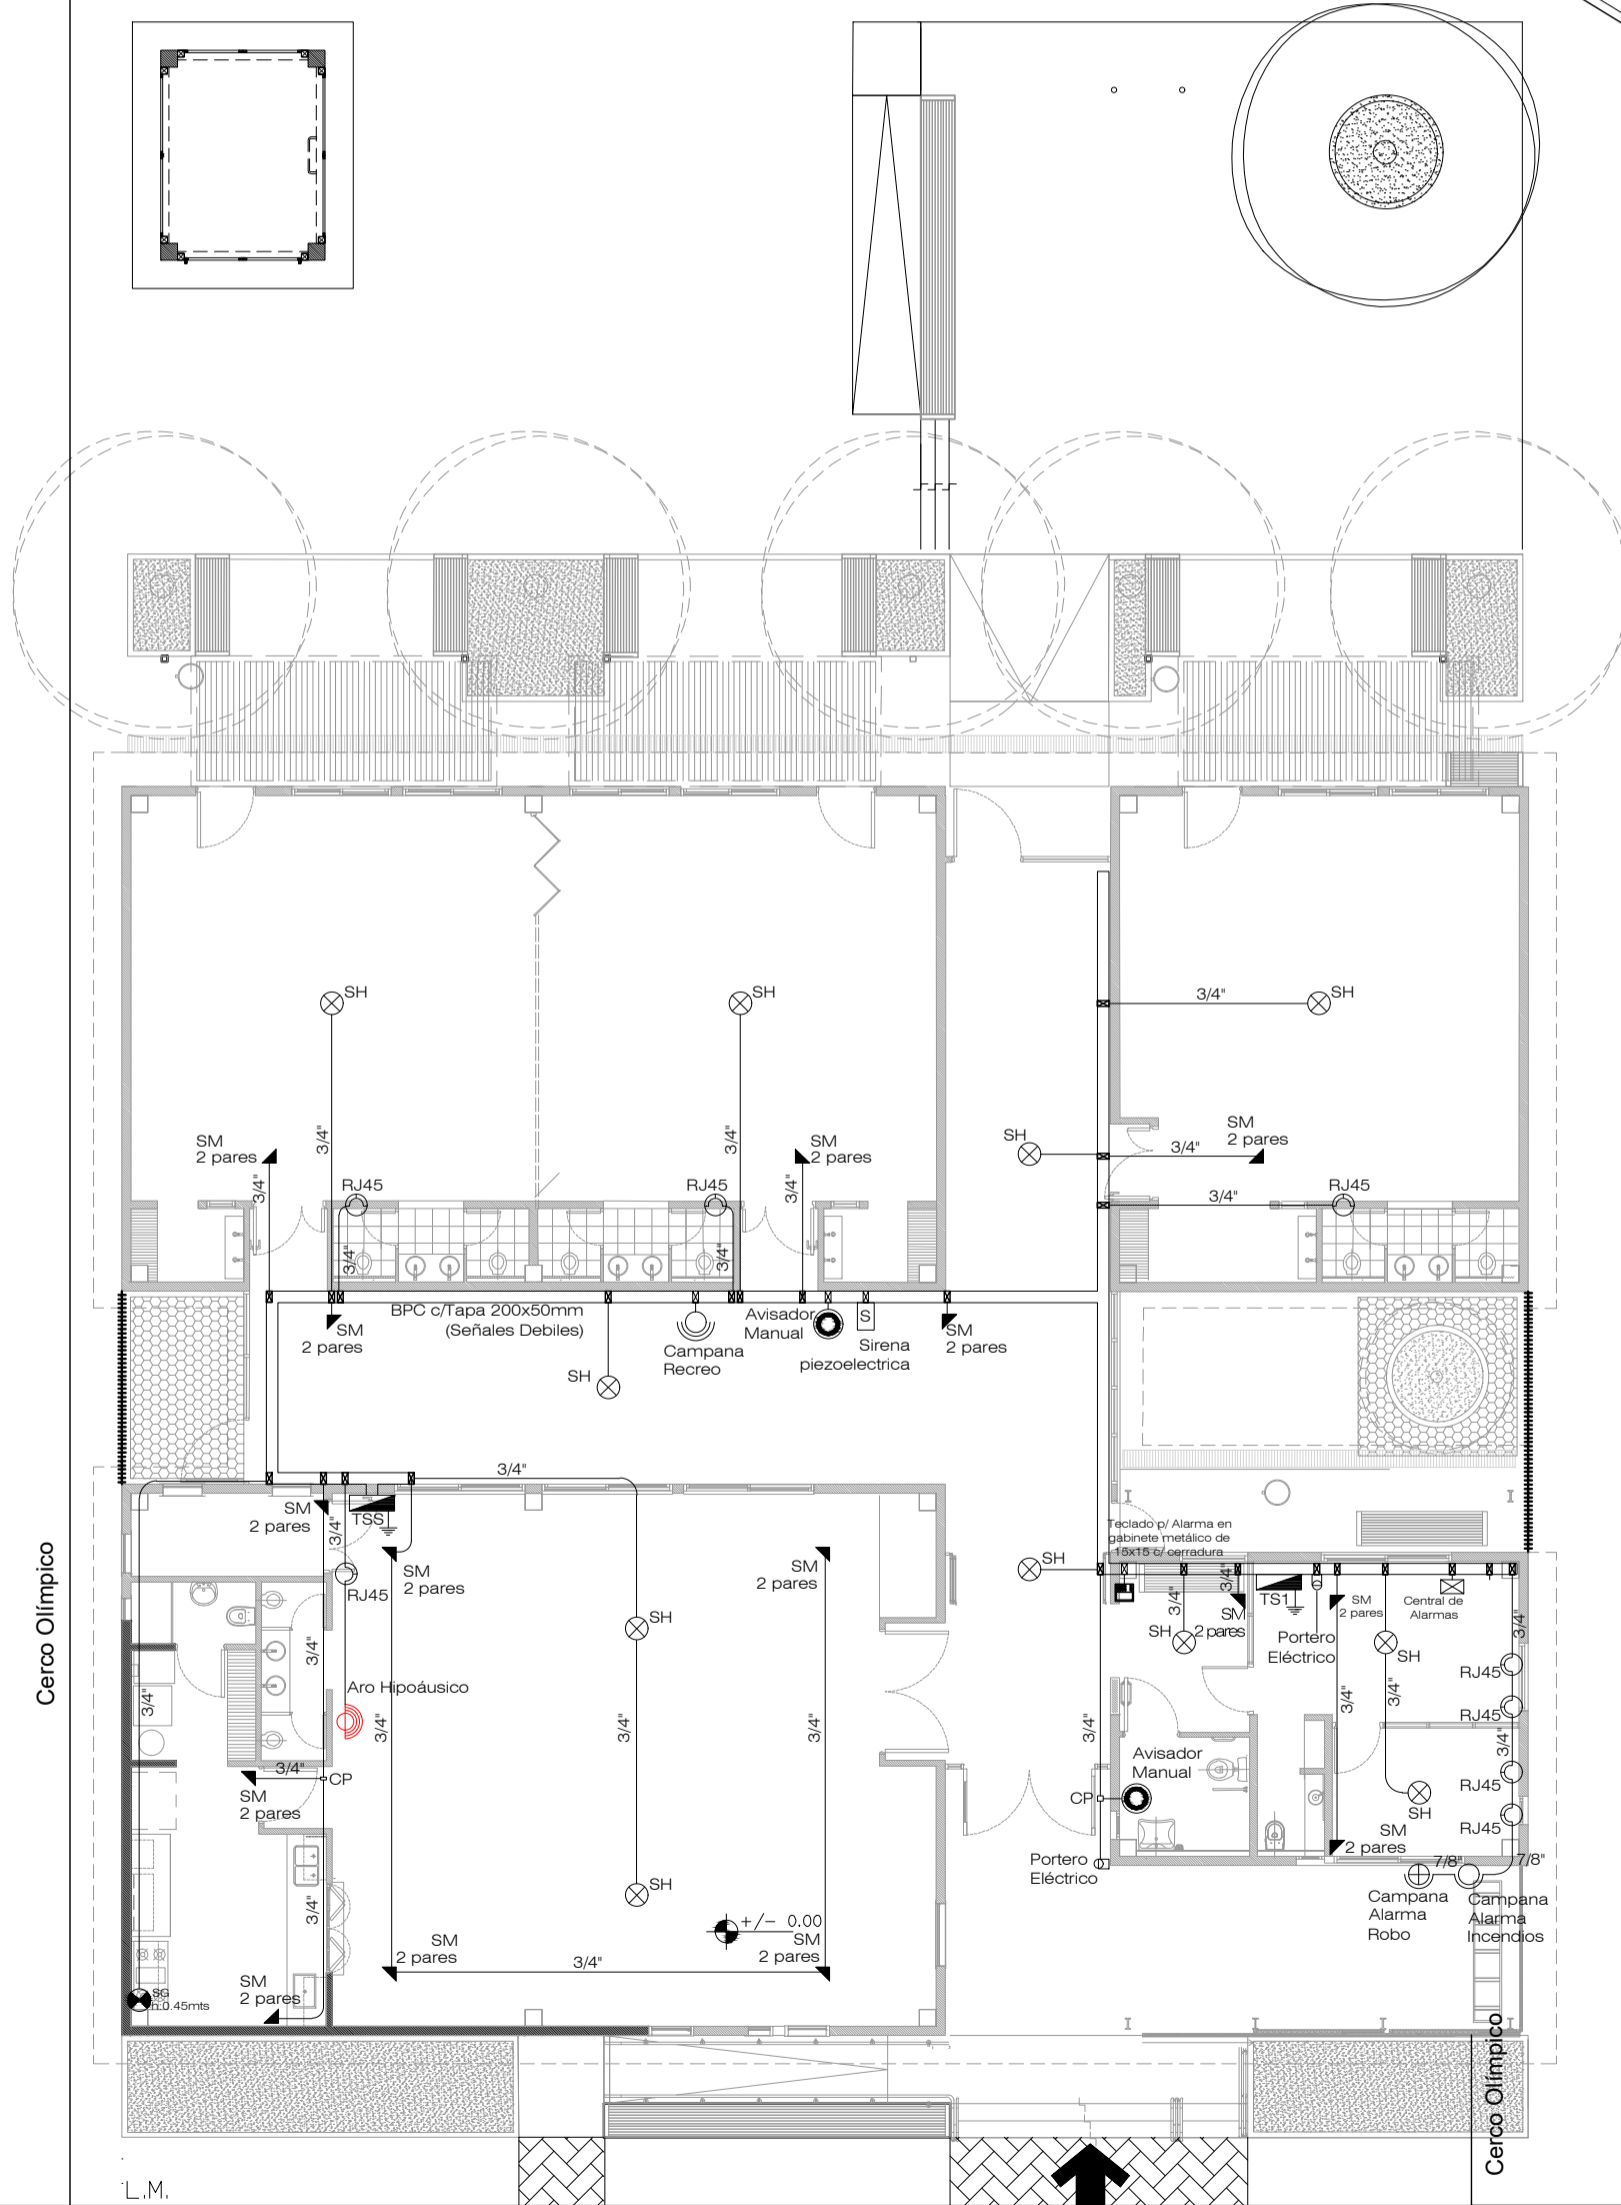 SH
SH
3/4"
SH
3/4"
3/4"
SM
2 pares
3/4"
SM
2 pares
3/4"
SH
3/4"
SM
2 pares
RJ45
3/4"
RJ45
3/4"
3/4"
RJ45
SM
2 pares
BPC c/Tapa 200x50mm
(Señales Debiles)
SH
Campana
Recreo
Avisador
Manual
S
Sirena
piezoelectrica
SM
2 pares
3/4"
SM
2 pares
3/4"
TSS
SM
2 pares
RJ45
SM
2 pares
SH
Teclado p/ Alarma en
gabinete metálico de
15x15 c/ cerradura
3/4"
3/4"
SM
2 pares
SH
TS1
Portero
Eléctrico
SM
2 pares
Central de
Alarmas
3/4"
SH
RJ45
RJ45
3/4"
RJ45
RJ45
3/4"
3/4"
SH
SH
3/4"
Aro Hipoáusico
3/4"
3/4"
3/4"
3/4"
3/4"
3/4"
CP
SM
2 pares
Avisador
Manual
CP
Portero
Eléctrico
SM
2 pares
7/8"
7/8"
Campana
Alarma
Robo
Campana
Alarma
Incendios
SH
+/- 0.00
SM
2 pares
SM
2 pares
3/4"
3/4"
SM
2 pares
SG
h:0.45mts
Cerco Olímpico
Cerco Olímpico
L.M.